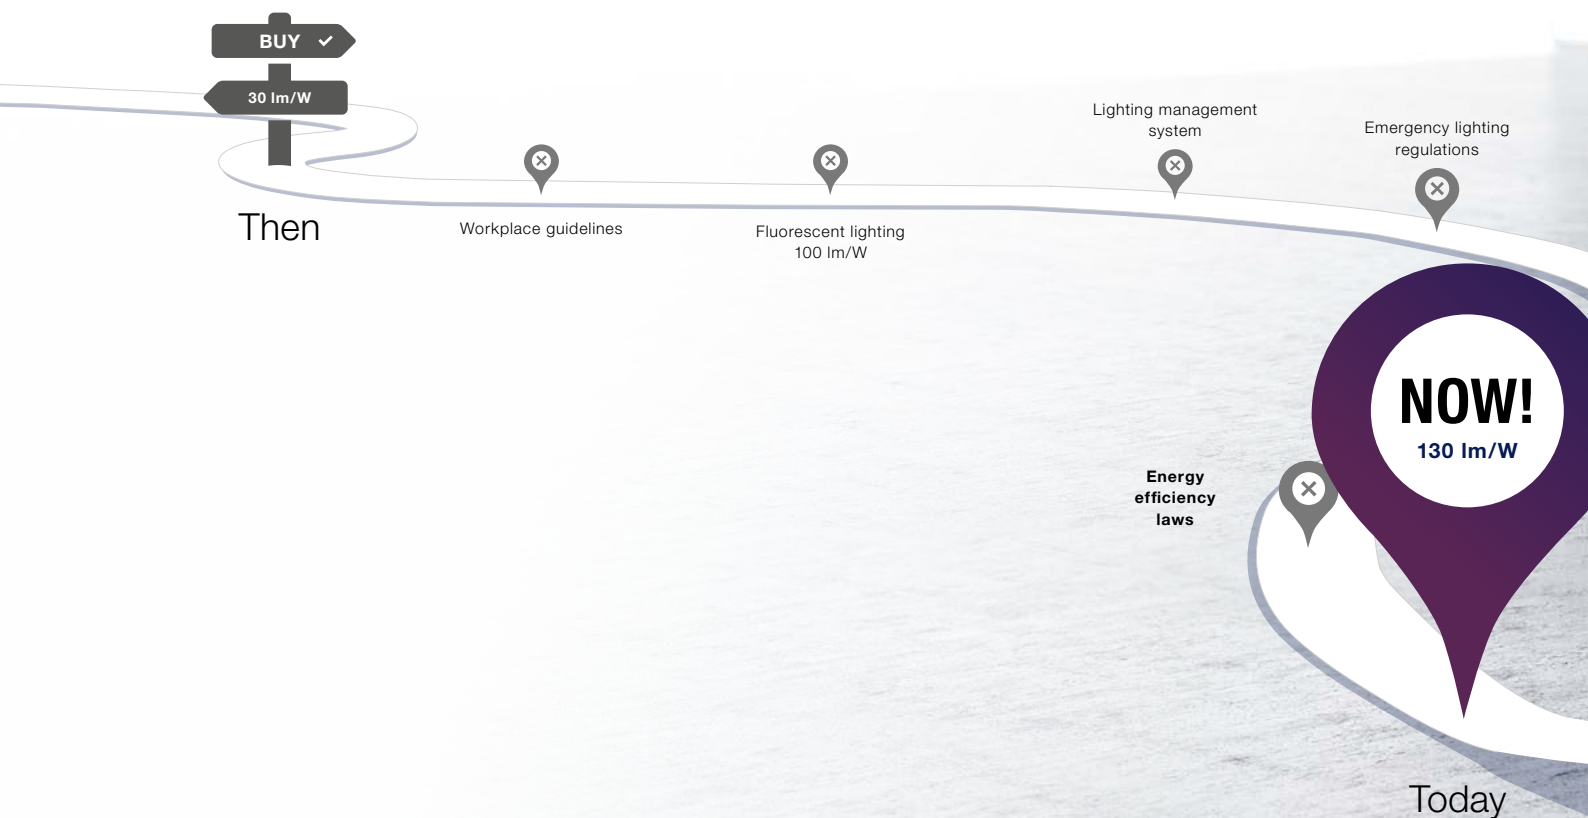 BUY
30 lm/W
Then
Workplace guidelines
Fluorescent lighting
100 lm/W
Lighting management
system
Emergency lighting
regulations
NOW!
130 lm/W
Energy
efficiency
laws
Today